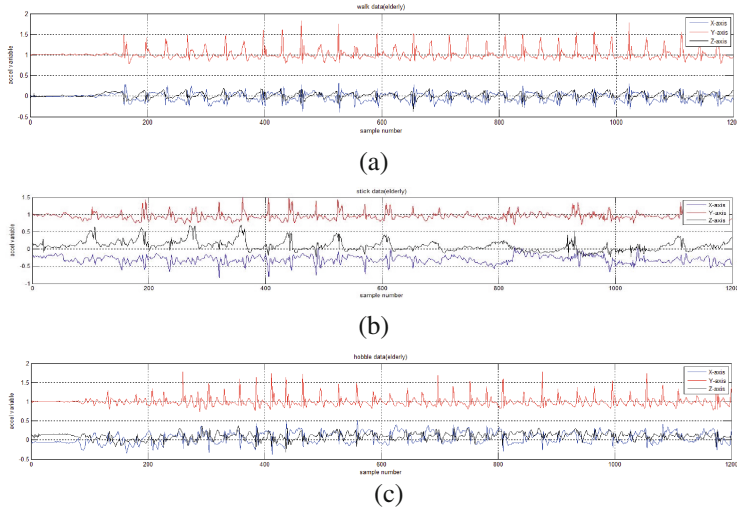 walk data(elderly)
accel variable
2
1.5
1
0.5
0
-0.5
0
200
400
600
800
1000
1200
sample number
X-axis
Y-axis
Z-axis
(a)
stick data(elderly)
accel variable
1.5
1
0.5
0
-0.5
-1
0
200
400
600
800
1000
1200
sample number
X-axis
Y-axis
Z-axis
(b)
hobble data(elderly)
accel variable
2
1.5
1
0.5
0
-0.5
0
200
400
600
800
1000
1200
sample number
X-axis
Y-axis
Z-axis
(c)